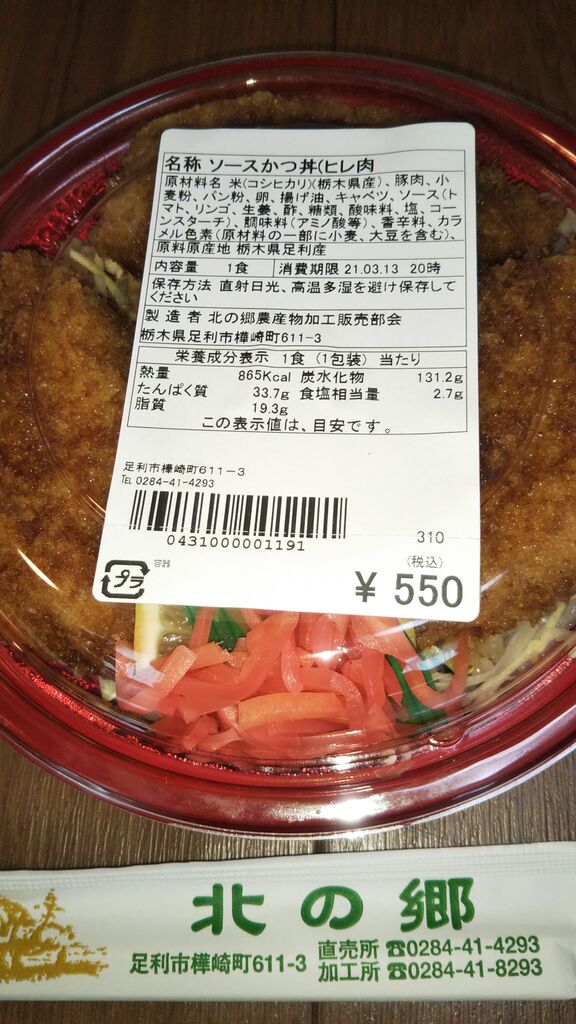 名称 ソースかつ丼(ヒレ肉
原材料名 米(コシヒカリ)(栃木県産)、豚肉、小
麦粉、パン粉、卵、揚げ油、キャベツ、ソース(ト
マト、リンゴ、生姜、酢、糖類、酸味料、塩、コー
ンスターチ)、調味料(アミノ酸等)、香辛料、カラ
メル色素(原材料の一部に小麦、大豆を含む)、
原料原産地 栃木県足利産
内容量 1食 消費期限 21.03.13 20時
保存方法 直射日光、高温多湿を避け保存して
ください
製造者 北の郷農産物加工販売部会
栃木県足利市樺崎町611-3
栄養成分表示 1食 (1包装) 当たり
熱量 865Kcal 炭水化物 131.2g
たんぱく質 33.7g 食塩相当量 2.7g
脂質 19.3g
この表示値は、目安です。
足利市樺崎町611-3
TEL 0284-41-4293
0431000001191
310
プラ 容器
(税込)
¥ 550
北の郷
足利市樺崎町611-3 直売所 ☎0284-41-4293
加工所 ☎0284-41-8293